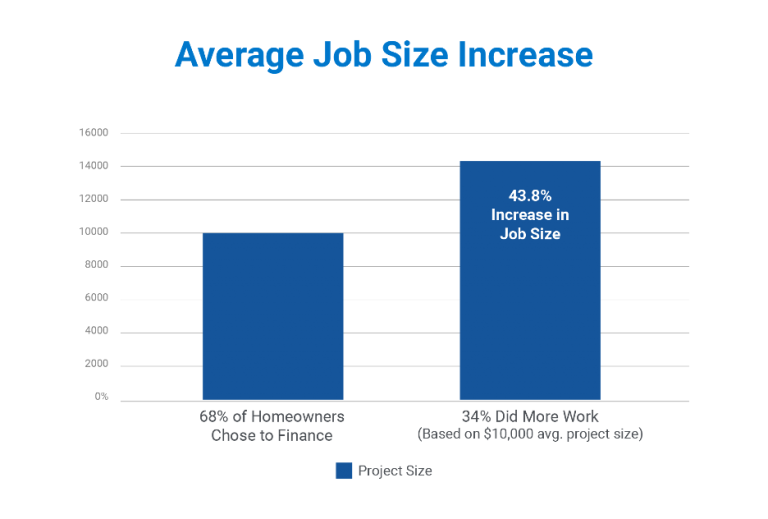 Average Job Size Increase
16000
14000
12000
10000
8000
6000
4000
2000
0%
43.8%
Increase in
Job Size
68% of Homeowners
Chose to Finance
34% Did More Work
(Based on $10,000 avg. project size)
Project Size